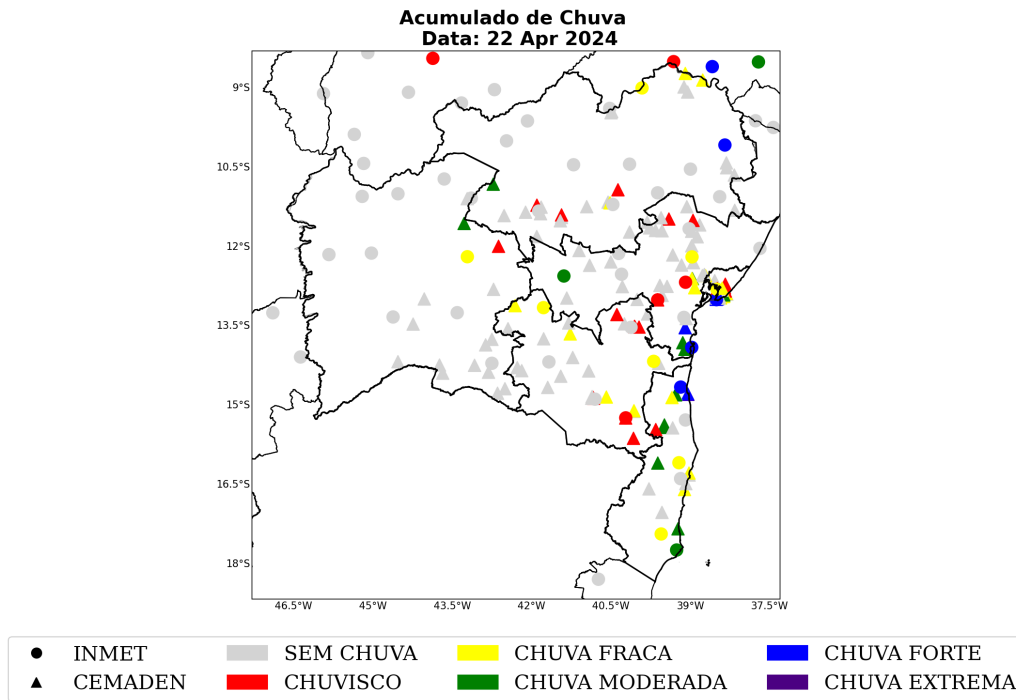 Acumulado de Chuva
Data: 22 Apr 2024
9°S
10.5°S
12°S
13.5°S
15°S
16.5°S
18°S
46.5°W 45°W 43.5°W 42°W 40.5°W 39°W 37.5°W
INMET SEM CHUVA CHUVA FRACA CHUVA FORTE
CEMADEN CHUVISCO CHUVA MODERADA CHUVA EXTREMA